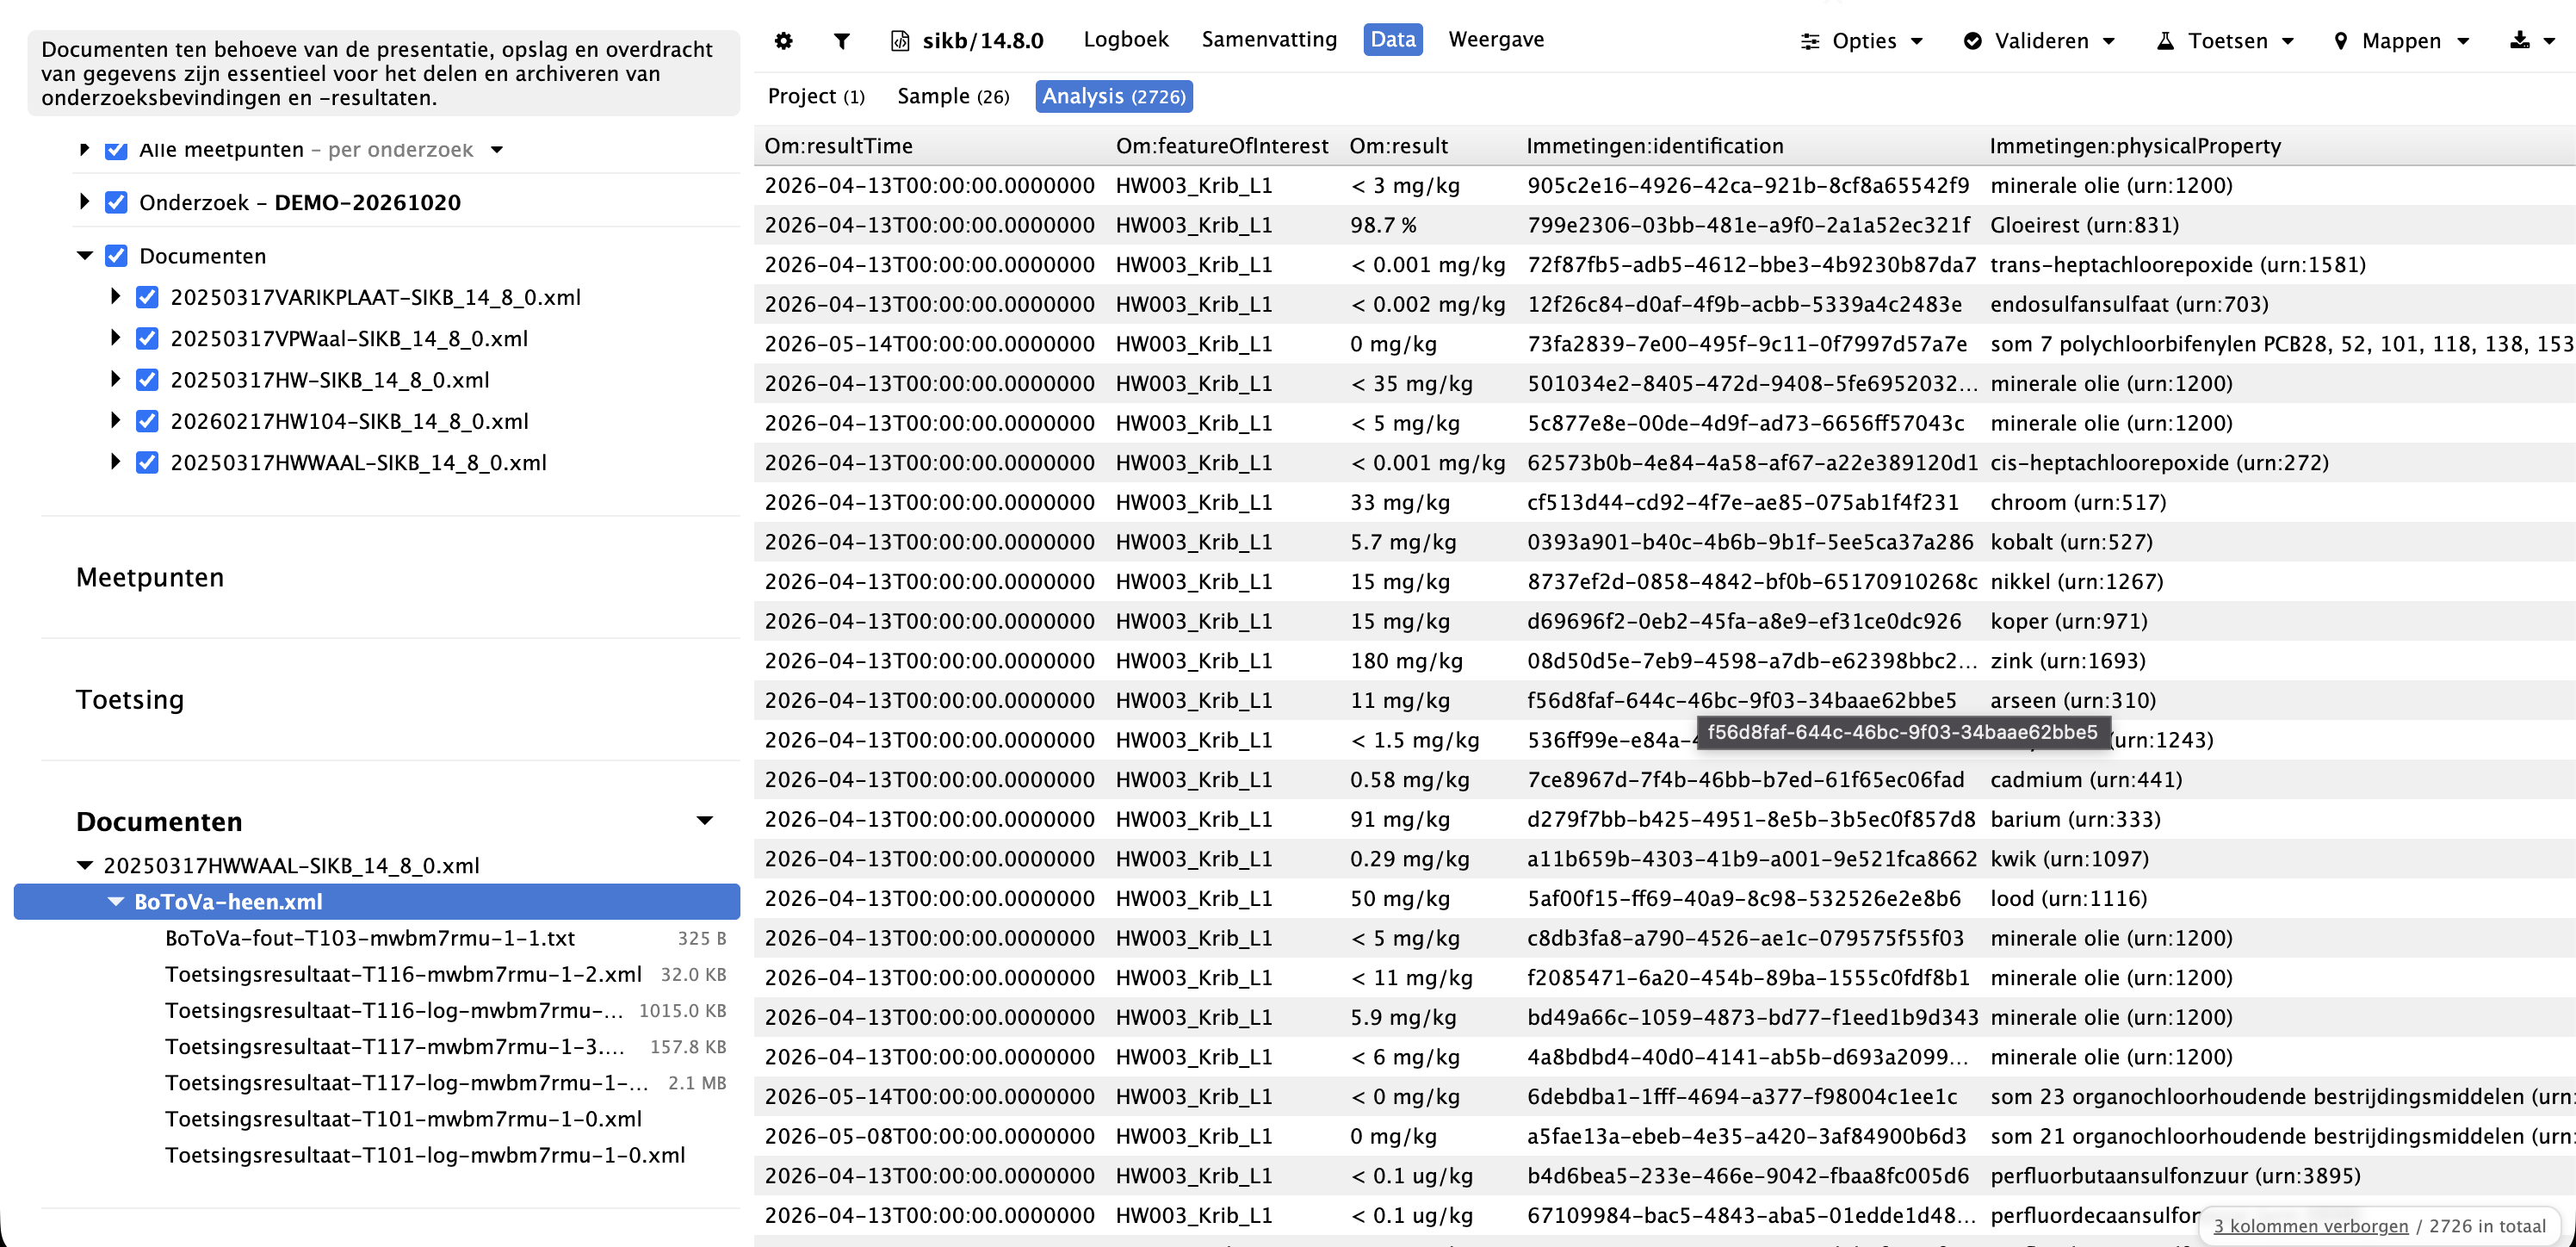 Documenten ten behoeve van de presentatie, opslag en overdracht
van gegevens zijn essentieel voor het delen en archiveren van
onderzoeksbevindingen en -resultaten.
Alle meetpunten - per onderzoek
Onderzoek - DEMO-20261020
Documenten
20250317VARIKPLAAT-SIKB_14_8_0.xml
20250317VPWaal-SIKB_14_8_0.xml
20250317HW-SIKB_14_8_0.xml
20260217HW104-SIKB_14_8_0.xml
20250317HWWAAL-SIKB_14_8_0.xml
Meetpunten
Toetsing
Documenten
20250317HWWAAL-SIKB_14_8_0.xml
BoToVa-heen.xml
BoToVa-fout-T103-mwbm7rmu-1-1.txt 325 B
Toetsingsresultaat-T116-mwbm7rmu-1-2.xml 32.0 KB
Toetsingsresultaat-T116-log-mwbm7rmu-... 1015.0 KB
Toetsingsresultaat-T117-mwbm7rmu-1-3.... 157.8 KB
Toetsingsresultaat-T117-log-mwbm7rmu-1-... 2.1 MB
Toetsingsresultaat-T101-mwbm7rmu-1-0.xml
Toetsingsresultaat-T101-log-mwbm7rmu-1-0.xml
sikb/14.8.0 Logboek Samenvatting Data Weergave Opties Valideren Toetsen Mappen
Project (1) Sample (26) Analysis (2726)
Om:resultTime Om:featureOfInterest Om:result Immetingen:identification Immetingen:physicalProperty
2026-04-13T00:00:00.0000000 HW003_Krib_L1 < 3 mg/kg 905c2e16-4926-42ca-921b-8cf8a65542f9 minerale olie (urn:1200)
2026-04-13T00:00:00.0000000 HW003_Krib_L1 98.7 % 799e2306-03bb-481e-a9f0-2a1a52ec321f Gloeirest (urn:831)
2026-04-13T00:00:00.0000000 HW003_Krib_L1 < 0.001 mg/kg 72f87fb5-adb5-4612-bbe3-4b9230b87da7 trans-heptachloorepoxide (urn:1581)
2026-04-13T00:00:00.0000000 HW003_Krib_L1 < 0.002 mg/kg 12f26c84-d0af-4f9b-acbb-5339a4c2483e endosulfansulfaat (urn:703)
2026-05-14T00:00:00.0000000 HW003_Krib_L1 0 mg/kg 73fa2839-7e00-495f-9c11-0f7997d57a7e som 7 polychloorbifenylen PCB28, 52, 101, 118, 138, 153
2026-04-13T00:00:00.0000000 HW003_Krib_L1 < 35 mg/kg 501034e2-8405-472d-9408-5fe6952032... minerale olie (urn:1200)
2026-04-13T00:00:00.0000000 HW003_Krib_L1 < 5 mg/kg 5c877e8e-00de-4d9f-ad73-6656ff57043c minerale olie (urn:1200)
2026-04-13T00:00:00.0000000 HW003_Krib_L1 < 0.001 mg/kg 62573b0b-4e84-4a58-af67-a22e389120d1 cis-heptachloorepoxide (urn:272)
2026-04-13T00:00:00.0000000 HW003_Krib_L1 33 mg/kg cf513d44-cd92-4f7e-ae85-075ab1f4f231 chroom (urn:517)
2026-04-13T00:00:00.0000000 HW003_Krib_L1 5.7 mg/kg 0393a901-b40c-4b6b-9b1f-5ee5ca37a286 kobalt (urn:527)
2026-04-13T00:00:00.0000000 HW003_Krib_L1 15 mg/kg 8737ef2d-0858-4842-bf0b-65170910268c nikkel (urn:1267)
2026-04-13T00:00:00.0000000 HW003_Krib_L1 15 mg/kg d69696f2-0eb2-45fa-a8e9-ef31ce0dc926 koper (urn:971)
2026-04-13T00:00:00.0000000 HW003_Krib_L1 180 mg/kg 08d50d5e-7eb9-4598-a7db-e62398bbc2... zink (urn:1693)
2026-04-13T00:00:00.0000000 HW003_Krib_L1 11 mg/kg f56d8faf-644c-46bc-9f03-34baae62bbe5 arseen (urn:310)
f56d8faf-644c-46bc-9f03-34baae62bbe5
2026-04-13T00:00:00.0000000 HW003_Krib_L1 < 1.5 mg/kg 536ff99e-e84a- (urn:1243)
2026-04-13T00:00:00.0000000 HW003_Krib_L1 0.58 mg/kg 7ce8967d-7f4b-46bb-b7ed-61f65ec06fad cadmium (urn:441)
2026-04-13T00:00:00.0000000 HW003_Krib_L1 91 mg/kg d279f7bb-b425-4951-8e5b-3b5ec0f857d8 barium (urn:333)
2026-04-13T00:00:00.0000000 HW003_Krib_L1 0.29 mg/kg a11b659b-4303-41b9-a001-9e521fca8662 kwik (urn:1097)
2026-04-13T00:00:00.0000000 HW003_Krib_L1 50 mg/kg 5af00f15-ff69-40a9-8c98-532526e2e8b6 lood (urn:1116)
2026-04-13T00:00:00.0000000 HW003_Krib_L1 < 5 mg/kg c8db3fa8-a790-4526-ae1c-079575f55f03 minerale olie (urn:1200)
2026-04-13T00:00:00.0000000 HW003_Krib_L1 < 11 mg/kg f2085471-6a20-454b-89ba-1555c0fdf8b1 minerale olie (urn:1200)
2026-04-13T00:00:00.0000000 HW003_Krib_L1 5.9 mg/kg bd49a66c-1059-4873-bd77-f1eed1b9d343 minerale olie (urn:1200)
2026-04-13T00:00:00.0000000 HW003_Krib_L1 < 6 mg/kg 4a8bdbd4-40d0-4141-ab5b-d693a2099... minerale olie (urn:1200)
2026-05-14T00:00:00.0000000 HW003_Krib_L1 < 0 mg/kg 6debdba1-1fff-4694-a377-f98004c1ee1c som 23 organochloorhoudende bestrijdingsmiddelen (urn:
2026-05-08T00:00:00.0000000 HW003_Krib_L1 0 mg/kg a5fae13a-ebeb-4e35-a420-3af84900b6d3 som 21 organochloorhoudende bestrijdingsmiddelen (urn:
2026-04-13T00:00:00.0000000 HW003_Krib_L1 < 0.1 ug/kg b4d6bea5-233e-466e-9042-fbaa8fc005d6 perfluorbutaansulfonzuur (urn:3895)
2026-04-13T00:00:00.0000000 HW003_Krib_L1 < 0.1 ug/kg 67109984-bac5-4843-aba5-01edde1d48... perfluordecaansulfon
3 kolommen verborgen / 2726 in totaal